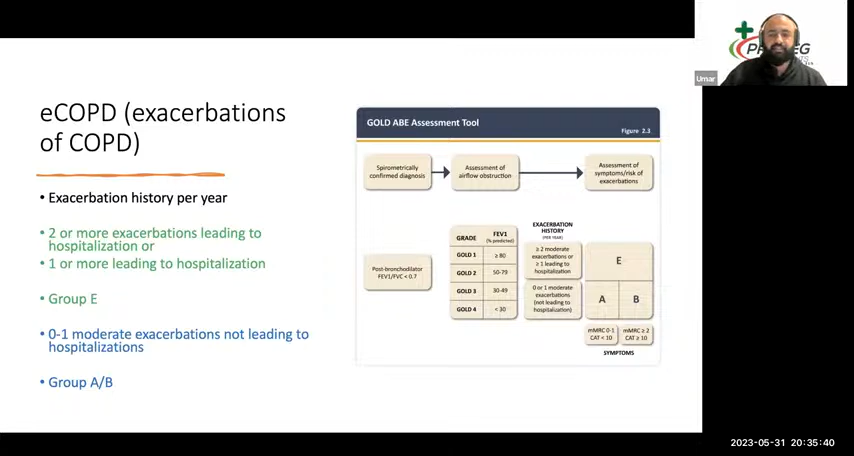 eCOPD (exacerbations
of COPD)
• Exacerbation history per year
• 2 or more exacerbations leading to
hospitalization or
• 1 or more leading to hospitalization
• Group E
• 0-1 moderate exacerbations not leading to
hospitalizations
• Group A/B
GOLD ABE Assessment Tool
Figure 2.3
Spirometrically
confirmed diagnosis
Assessment of
airflow obstruction
Assessment of
symptoms/risk of
exacerbations
Post-bronchodilator
FEV1/FVC < 0.7
GRADE FEV1
(% predicted)
GOLD 1 ≥ 80
GOLD 2 50-79
GOLD 3 30-49
GOLD 4 < 30
EXACERBATION
HISTORY
(PER YEAR)
≥ 2 moderate
exacerbations or
≥ 1 leading to
hospitalization
0 or 1 moderate
exacerbations
(not leading to
hospitalization)
E
A B
mMRC 0-1
CAT < 10
mMRC ≥ 2
CAT ≥ 10
SYMPTOMS
Umar
2023-05-31 20:35:40